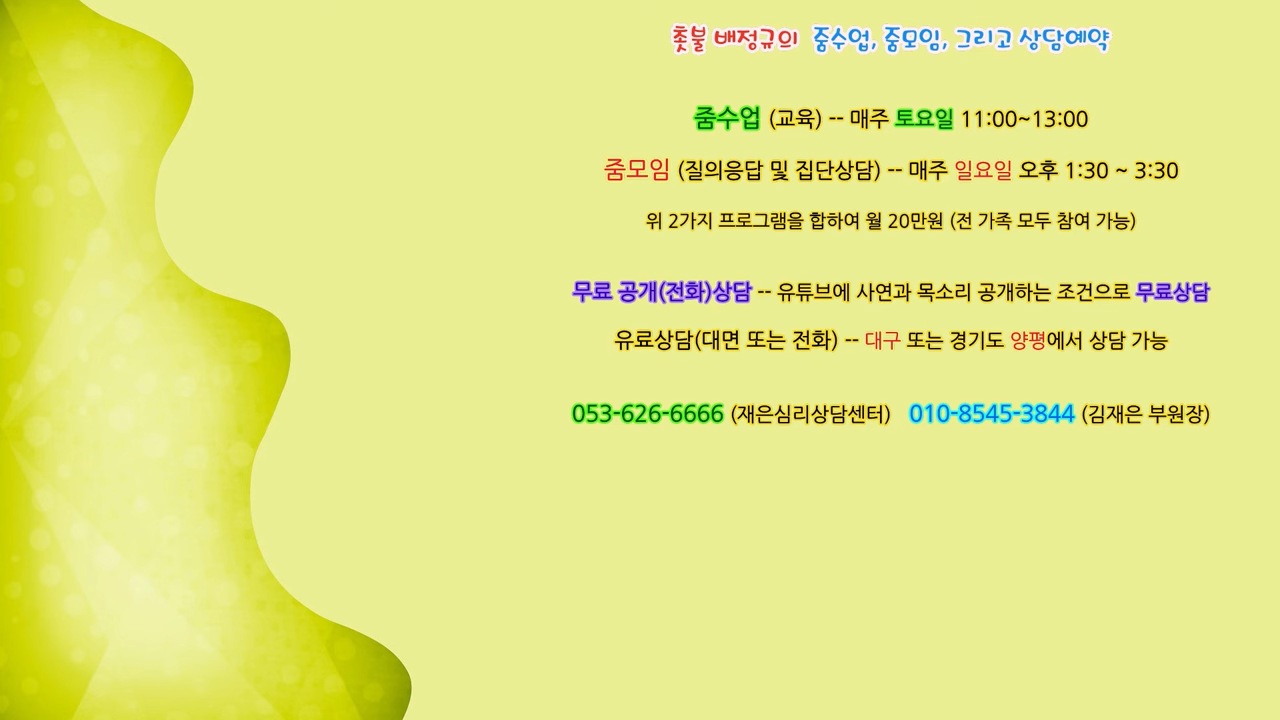 촛불 배정규의 줌수업, 줌모임, 그리고 상담예약
줌수업 (교육) -- 매주 토요일 11:00~13:00
줌모임 (질의응답 및 집단상담) -- 매주 일요일 오후 1:30 ~ 3:30
위 2가지 프로그램을 합하여 월 20만원 (전 가족 모두 참여 가능)
무료 공개(전화)상담 -- 유튜브에 사연과 목소리 공개하는 조건으로 무료상담
유료상담(대면 또는 전화) -- 대구 또는 경기도 양평에서 상담 가능
053-626-6666 (재은심리상담센터) 010-8545-3844 (김재은 부원장)